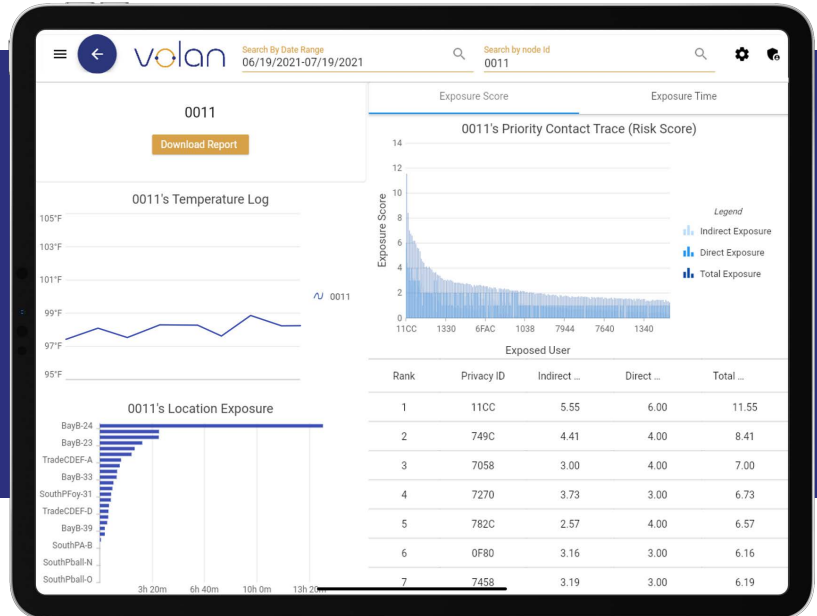 volan
Search By Date Range
06/19/2021-07/19/2021
Search by node Id
0011
0011
Download Report
Exposure Score
Exposure Time
0011's Temperature Log
105°F
103°F
101°F
99°F
97°F
95°F
0011
0011's Location Exposure
BayB-24
BayB-23
TradeCDEF-A
BayB-33
SouthPFoy-31
TradeCDEF-D
BayB-39
SouthPA-B
SouthPball-N
SouthPball-O
3h 20m 6h 40m 10h 0m 13h 20m
0011's Priority Contact Trace (Risk Score)
Exposure Score
14
12
10
8
6
4
2
0
11CC 1330 6FAC 1038 7944 7640 1340
Exposed User
Legend
Indirect Exposure
Direct Exposure
Total Exposure
Rank Privacy ID Indirect ... Direct ... Total ...
1 11CC 5.55 6.00 11.55
2 749C 4.41 4.00 8.41
3 7058 3.00 4.00 7.00
4 7270 3.73 3.00 6.73
5 782C 2.57 4.00 6.57
6 0F80 3.16 3.00 6.16
7 7458 3.19 3.00 6.19